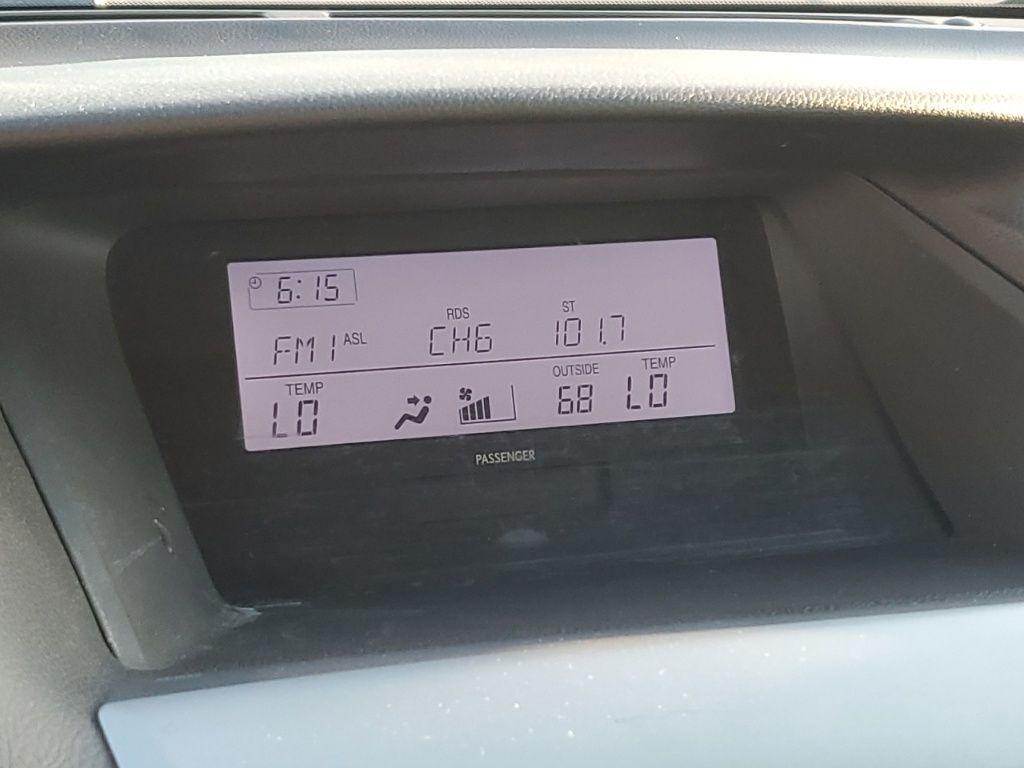 6:15
RDS ST
FM1 ASL CH6 101.7
TEMP OUTSIDE TEMP
LO 68 LO
PASSENGER